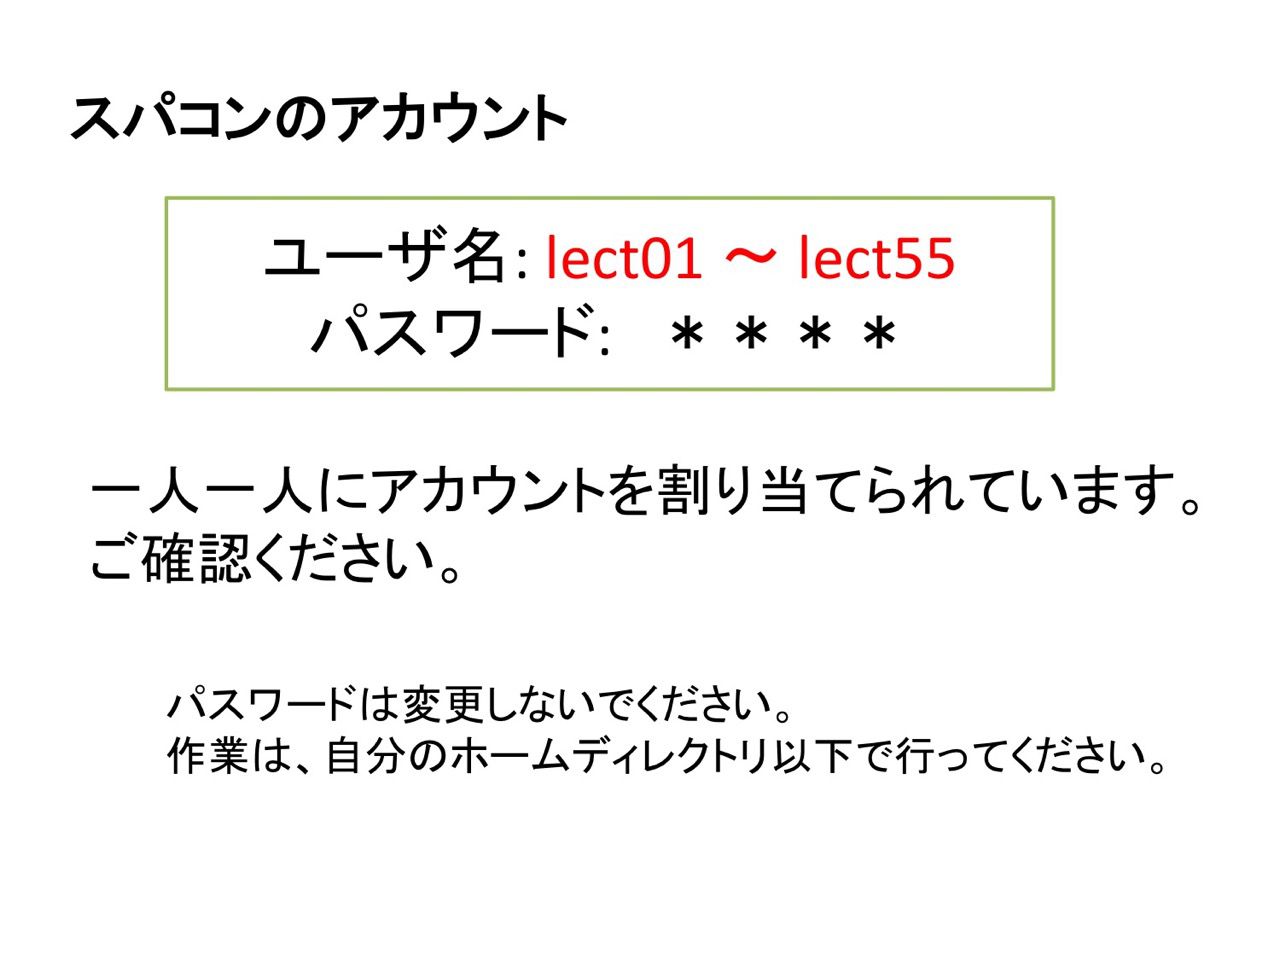 スパコンのアカウント
ユーザ名: lect01 ～ lect55
パスワード:　＊＊＊＊
一人一人にアカウントを割り当てられています。
ご確認ください。
パスワードは変更しないでください。
作業は、自分のホームディレクトリ以下で行ってください。